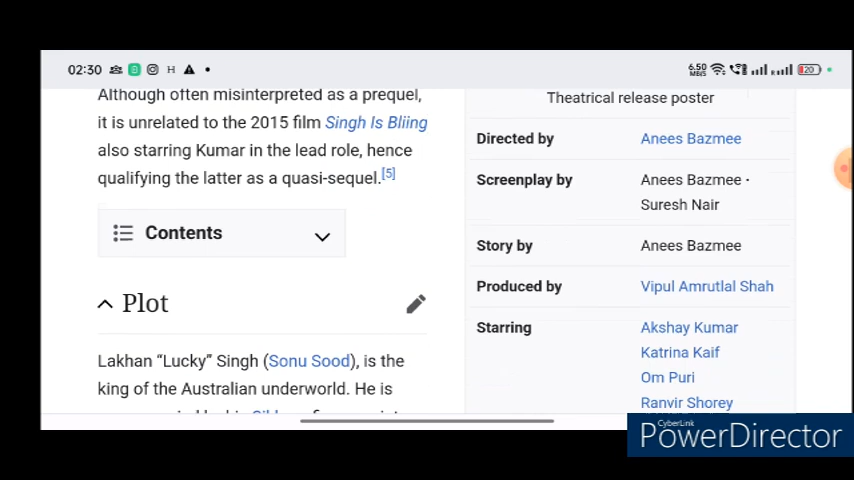 02:30 H
6.50 MB/S 20
Although often misinterpreted as a prequel,
it is unrelated to the 2015 film Singh Is Bliing
also starring Kumar in the lead role, hence
qualifying the latter as a quasi-sequel.[5]
Contents
Plot
Lakhan “Lucky” Singh (Sonu Sood), is the
king of the Australian underworld. He is
Theatrical release poster
Directed by Anees Bazmee
Screenplay by Anees Bazmee ·
Suresh Nair
Story by Anees Bazmee
Produced by Vipul Amrutlal Shah
Starring Akshay Kumar
Katrina Kaif
Om Puri
Ranvir Shorey
CyberLink
PowerDirector